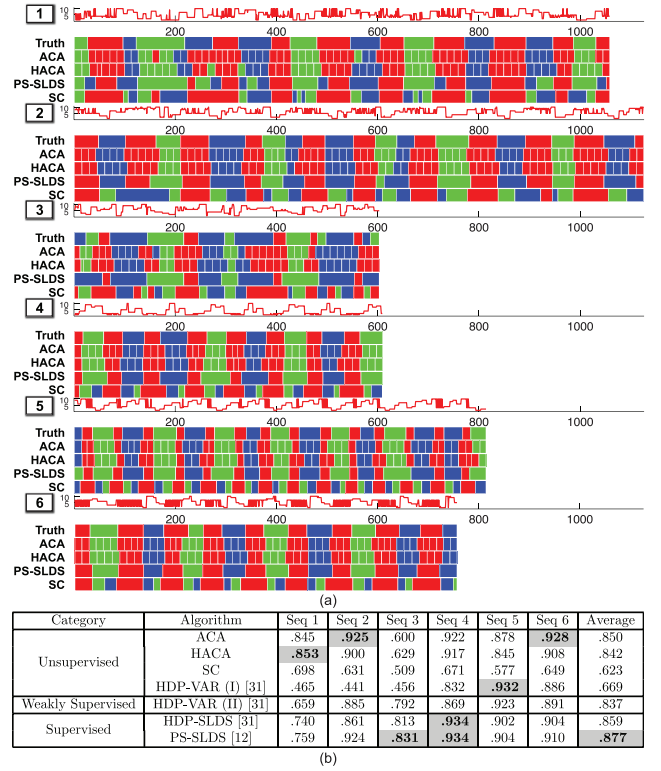 1
10
5
200 400 600 800 1000
Truth
ACA
HACA
PS-SLDS
SC
2
10
5
200 400 600 800 1000
Truth
ACA
HACA
PS-SLDS
SC
3
10
5
200 400 600 800 1000
Truth
ACA
HACA
PS-SLDS
SC
4
10
5
200 400 600 800 1000
Truth
ACA
HACA
PS-SLDS
SC
5
10
5
200 400 600 800 1000
Truth
ACA
HACA
PS-SLDS
SC
6
10
5
200 400 600 800 1000
Truth
ACA
HACA
PS-SLDS
SC
(a)
Category Algorithm Seq 1 Seq 2 Seq 3 Seq 4 Seq 5 Seq 6 Average
Unsupervised
ACA .845 .925 .600 .922 .878 .928 .850
HACA .853 .900 .629 .917 .845 .908 .842
SC .698 .631 .509 .671 .577 .649 .623
HDP-VAR (I) [31] .465 .441 .456 .832 .932 .886 .669
Weakly Supervised HDP-VAR (II) [31] .659 .885 .792 .869 .923 .891 .837
Supervised
HDP-SLDS [31] .740 .861 .813 .934 .902 .904 .859
PS-SLDS [12] .759 .924 .831 .934 .904 .910 .877
(b)